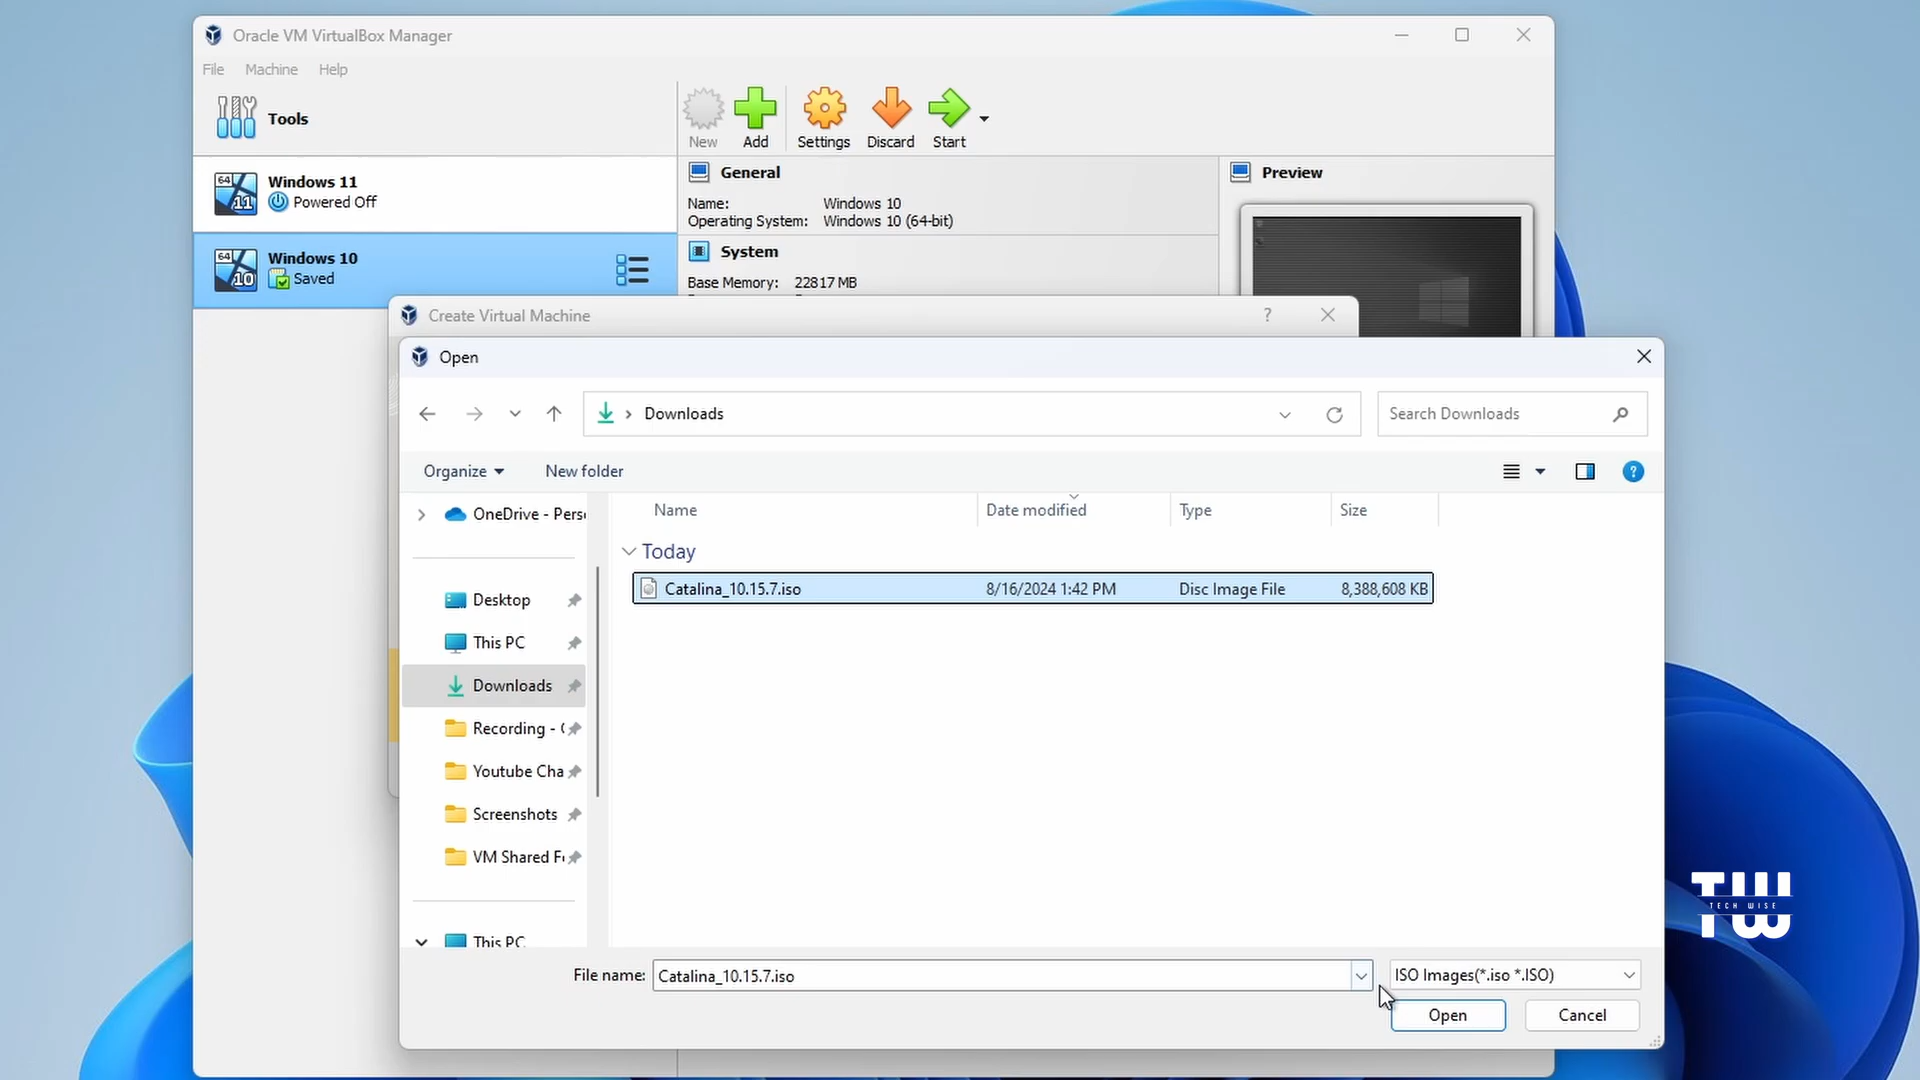 Oracle VM VirtualBox Manager
File Machine Help
Tools
New Add Settings Discard Start
64 11 Windows 11
Powered Off
64 10 Windows 10
Saved
General
Name: Windows 10
Operating System: Windows 10 (64-bit)
System
Base Memory: 22817 MB
Preview
Create Virtual Machine ?
Open
Downloads
Search Downloads
Organize New folder ?
Name Date modified Type Size
Today
Catalina_10.15.7.iso 8/16/2024 1:42 PM Disc Image File 8,388,608 KB
OneDrive - Pers
Desktop
This PC
Downloads
Recording -
Youtube Cha
Screenshots
VM Shared F
This PC
File name: Catalina_10.15.7.iso ISO Images(*.iso *.ISO)
Open Cancel
TW
TECH WISE